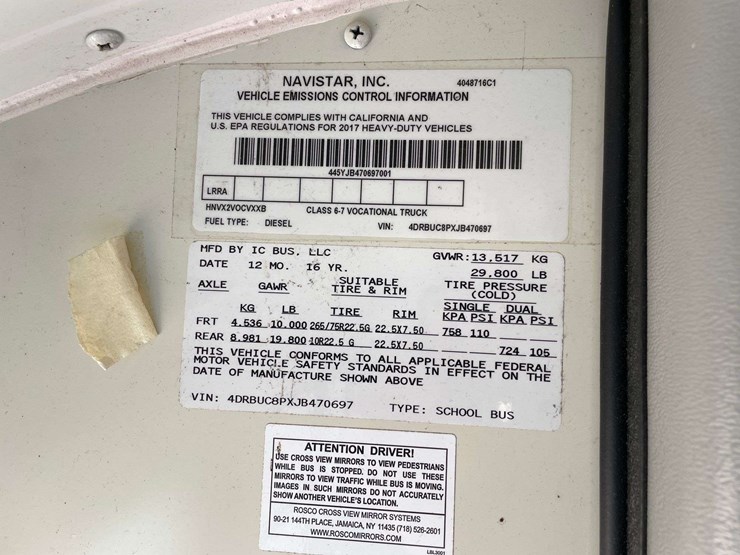 NAVISTAR, INC. 4048716C1
VEHICLE EMISSIONS CONTROL INFORMATION
THIS VEHICLE COMPLIES WITH CALIFORNIA AND
U.S. EPA REGULATIONS FOR 2017 HEAVY-DUTY VEHICLES
445YJB470697001
LRRA
HNVX2VOCVXXB CLASS 6-7 VOCATIONAL TRUCK
FUEL TYPE: DIESEL VIN: 4DRBUC8PXJB470697
MFD BY IC BUS, LLC GVWR: 13,517 KG
DATE 12 MO. 16 YR. 29,800 LB
AXLE GAWR SUITABLE TIRE & RIM TIRE PRESSURE (COLD)
SINGLE DUAL
KG LB TIRE RIM KPA PSI KPA PSI
FRT 4,536 10,000 265/75R22.5G 22.5X7.50 758 110
REAR 8,981 19,800 10R22.5 G 22.5X7.50 724 105
THIS VEHICLE CONFORMS TO ALL APPLICABLE FEDERAL
MOTOR VEHICLE SAFETY STANDARDS IN EFFECT ON THE
DATE OF MANUFACTURE SHOWN ABOVE
VIN: 4DRBUC8PXJB470697 TYPE: SCHOOL BUS
ATTENTION DRIVER!
USE CROSS VIEW MIRRORS TO VIEW PEDESTRIANS
WHILE BUS IS STOPPED. DO NOT USE THESE
MIRRORS TO VIEW TRAFFIC WHILE BUS IS MOVING.
IMAGES IN SUCH MIRRORS DO NOT ACCURATELY
SHOW ANOTHER VEHICLE'S LOCATION.
ROSCO CROSS VIEW MIRROR SYSTEMS
90-21 144TH PLACE, JAMAICA, NY 11435 (718) 526-2601
WWW.ROSCOMIRRORS.COM
LBL3001